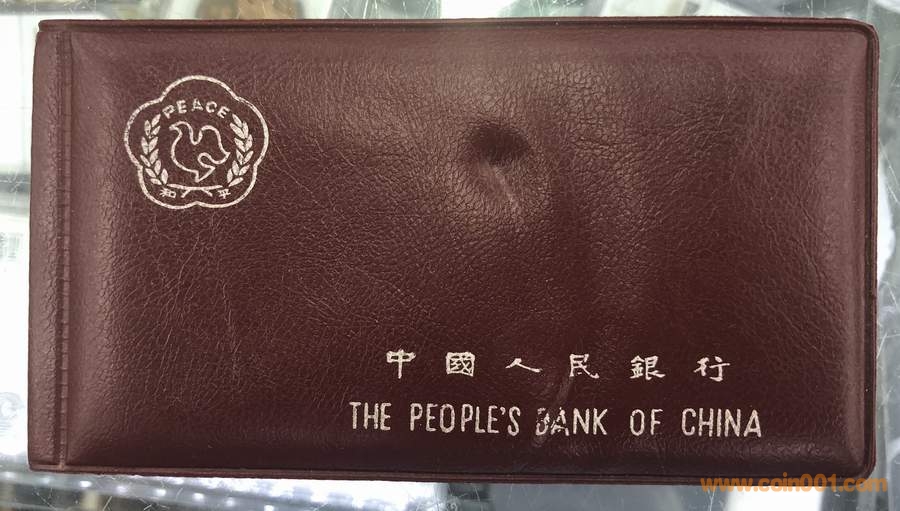 PEACE
和平
中國人民銀行
THE PEOPLE'S BANK OF CHINA
www.coin001.com